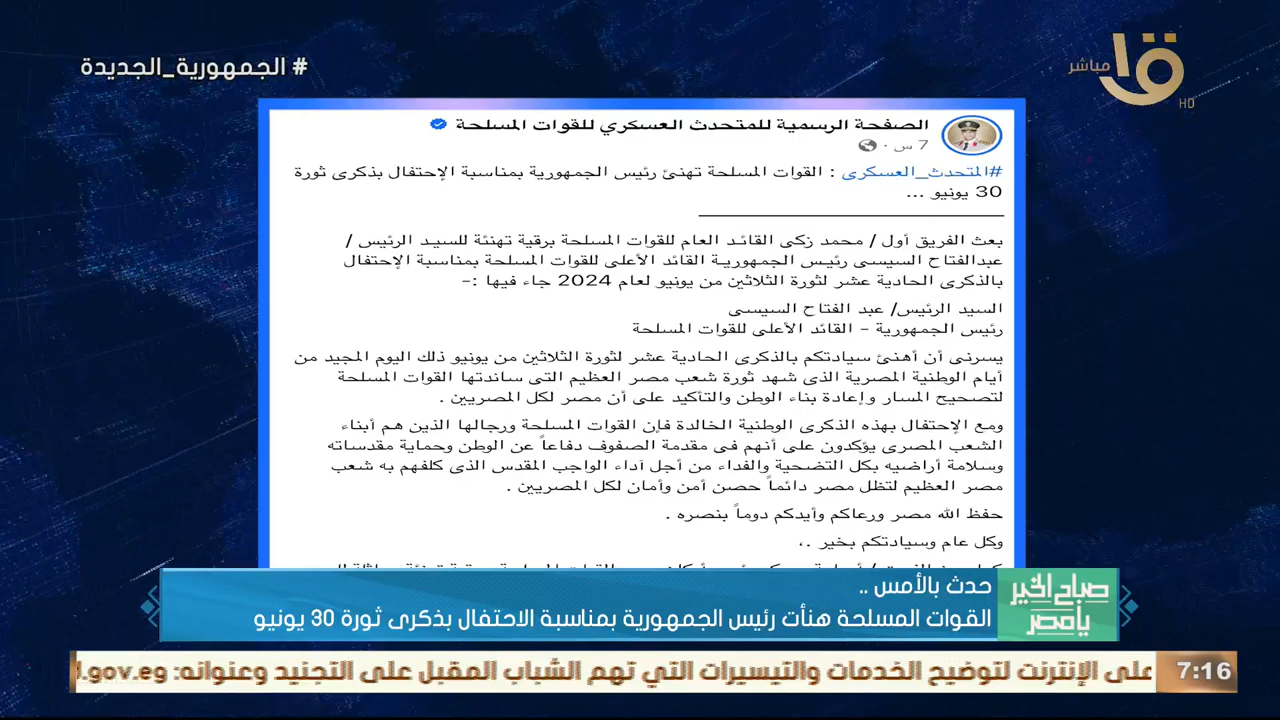 #الجمهورية_الجديدة
مباشر
HD
الصفحة الرسمية للمتحدث العسكري للقوات المسلحة
7 س ·
#المتحدث_العسكرى : القوات المسلحة تهنئ رئيس الجمهورية بمناسبة الإحتفال بذكرى ثورة
30 يونيو ...
بعث الفريق أول / محمد زكى القائد العام للقوات المسلحة برقية تهنئة للسيد الرئيس /
عبدالفتاح السيسى رئيس الجمهورية القائد الأعلى للقوات المسلحة بمناسبة الإحتفال
بالذكرى الحادية عشر لثورة الثلاثين من يونيو لعام 2024 جاء فيها :-
السيد الرئيس/ عبد الفتاح السيسى
رئيس الجمهورية - القائد الأعلى للقوات المسلحة
يسرنى أن أهنئ سيادتكم بالذكرى الحادية عشر لثورة الثلاثين من يونيو ذلك اليوم المجيد من
أيام الوطنية المصرية الذى شهد ثورة شعب مصر العظيم التى ساندتها القوات المسلحة
لتصحيح المسار وإعادة بناء الوطن والتأكيد على أن مصر لكل المصريين .
ومع الإحتفال بهذه الذكرى الوطنية الخالدة فإن القوات المسلحة ورجالها الذين هم أبناء
الشعب المصرى يؤكدون على أنهم فى مقدمة الصفوف دفاعاً عن الوطن وحماية مقدساته
وسلامة أراضيه بكل التضحية والفداء من أجل آداء الواجب المقدس الذى كلفهم به شعب
مصر العظيم لتظل مصر دائماً حصن أمن وأمان لكل المصريين .
حفظ الله مصر ورعاكم وأيدكم دوماً بنصره .
وكل عام وسيادتكم بخير .،
صباح الخير
يا مصر
حدث بالأمس ..
القوات المسلحة هنأت رئيس الجمهورية بمناسبة الاحتفال بذكرى ثورة 30 يونيو
7:16
على الإنترنت لتوضيح الخدمات والتيسيرات التي تهم الشباب المقبل على التجنيد وعنوانه: .gov.eg